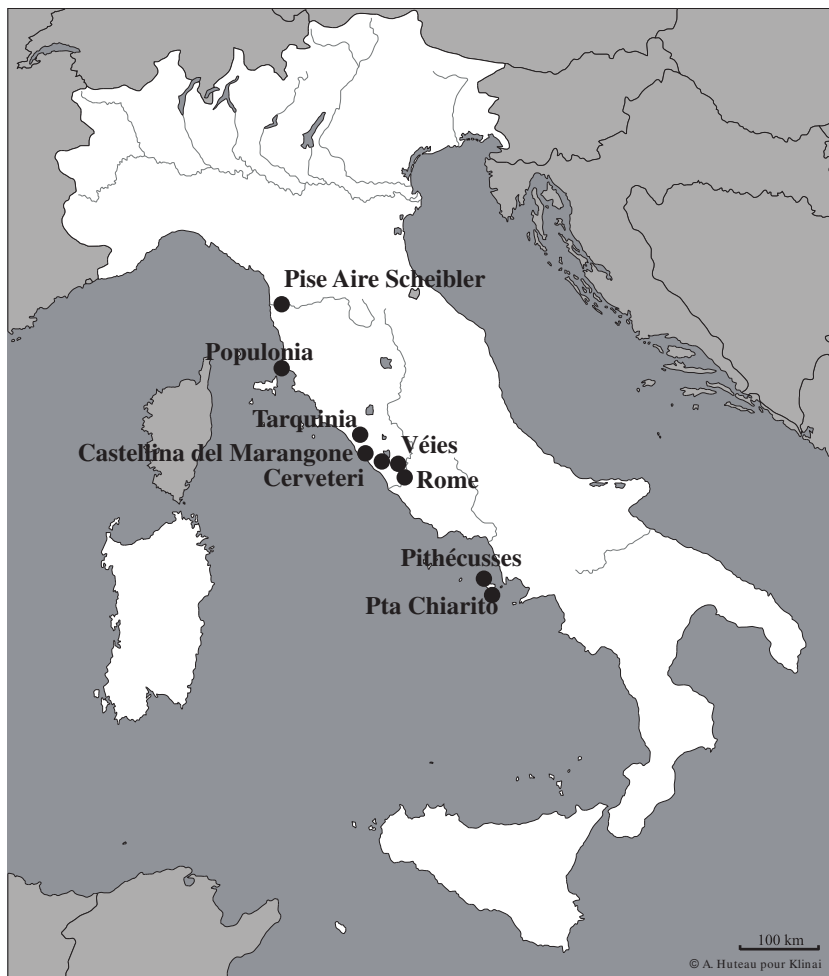 Pise Aire Scheibler
Populonia
Tarquinia
Castellina del Marangone
Véies
Cerveteri
Rome
Pithécusses
Pta Chiarito
100 km
© A. Huteau pour Klinai